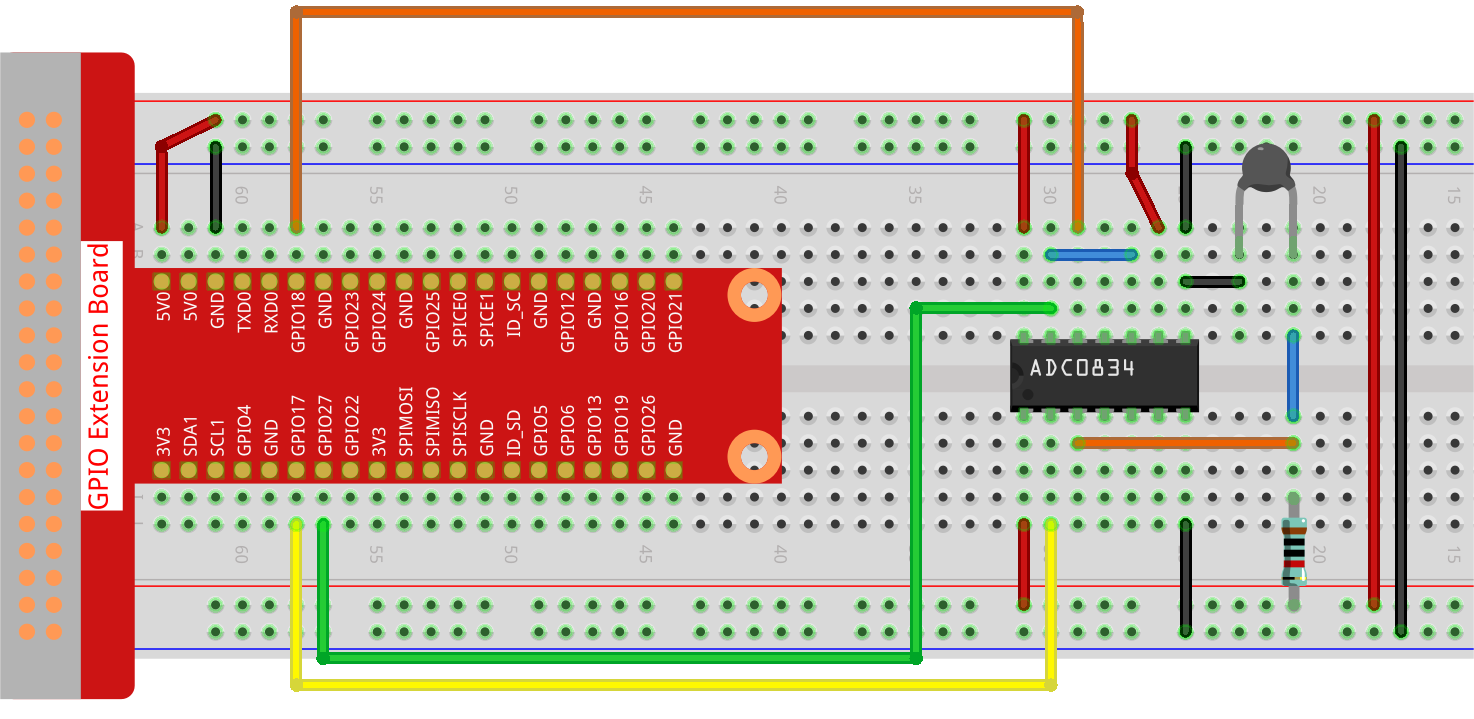 60 55 50 45 40 35 30 20 15
A
B
5V0
5V0
GND
TXD0
RXD0
GPIO18
GND
GPIO23
GPIO24
GND
GPIO25
SPICE0
SPICE1
ID_SC
GND
GPIO12
GND
GPIO16
GPIO20
GPIO21
GPIO Extension Board
ADC0834
3V3
SDA1
SCL1
GPIO4
GND
GPIO17
GPIO27
GPIO22
3V3
SPIMOSI
SPIMISO
SPISCLK
GND
ID_SD
GPIO5
GPIO6
GPIO13
GPIO19
GPIO26
GND
I
60 55 50 45 40 20 15